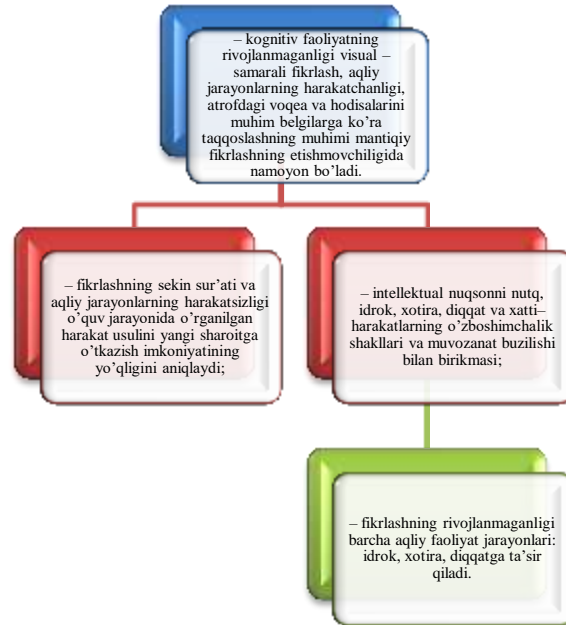 – kognitiv faoliyatning
rivojlanmaganligi visual –
samarali fikrlash, aqliy
jarayonlarning harakatchanligi,
atrofdagi voqea va hodisalarini
muhim belgilarga ko’ra
taqqoslashning muhimi mantiqiy
fikrlashning etishmovchiligida
namoyon bo’ladi.
– fikrlashning sekin sur’ati va
aqliy jarayonlarning harakatsizligi
o’quv jarayonida o’rganilgan
harakat usulini yangi sharoitga
o’tkazish imkoniyatining
yo’qligini aniqlaydi;
– intellektual nuqsonni nutq,
idrok, xotira, diqqat va xatti–
harakatlarning o’zboshimchalik
shakllari va muvozanat buzilishi
bilan birikmasi;
– fikrlashning rivojlanmaganligi
barcha aqliy faoliyat jarayonlari:
idrok, xotira, diqqatga ta’sir
qiladi.